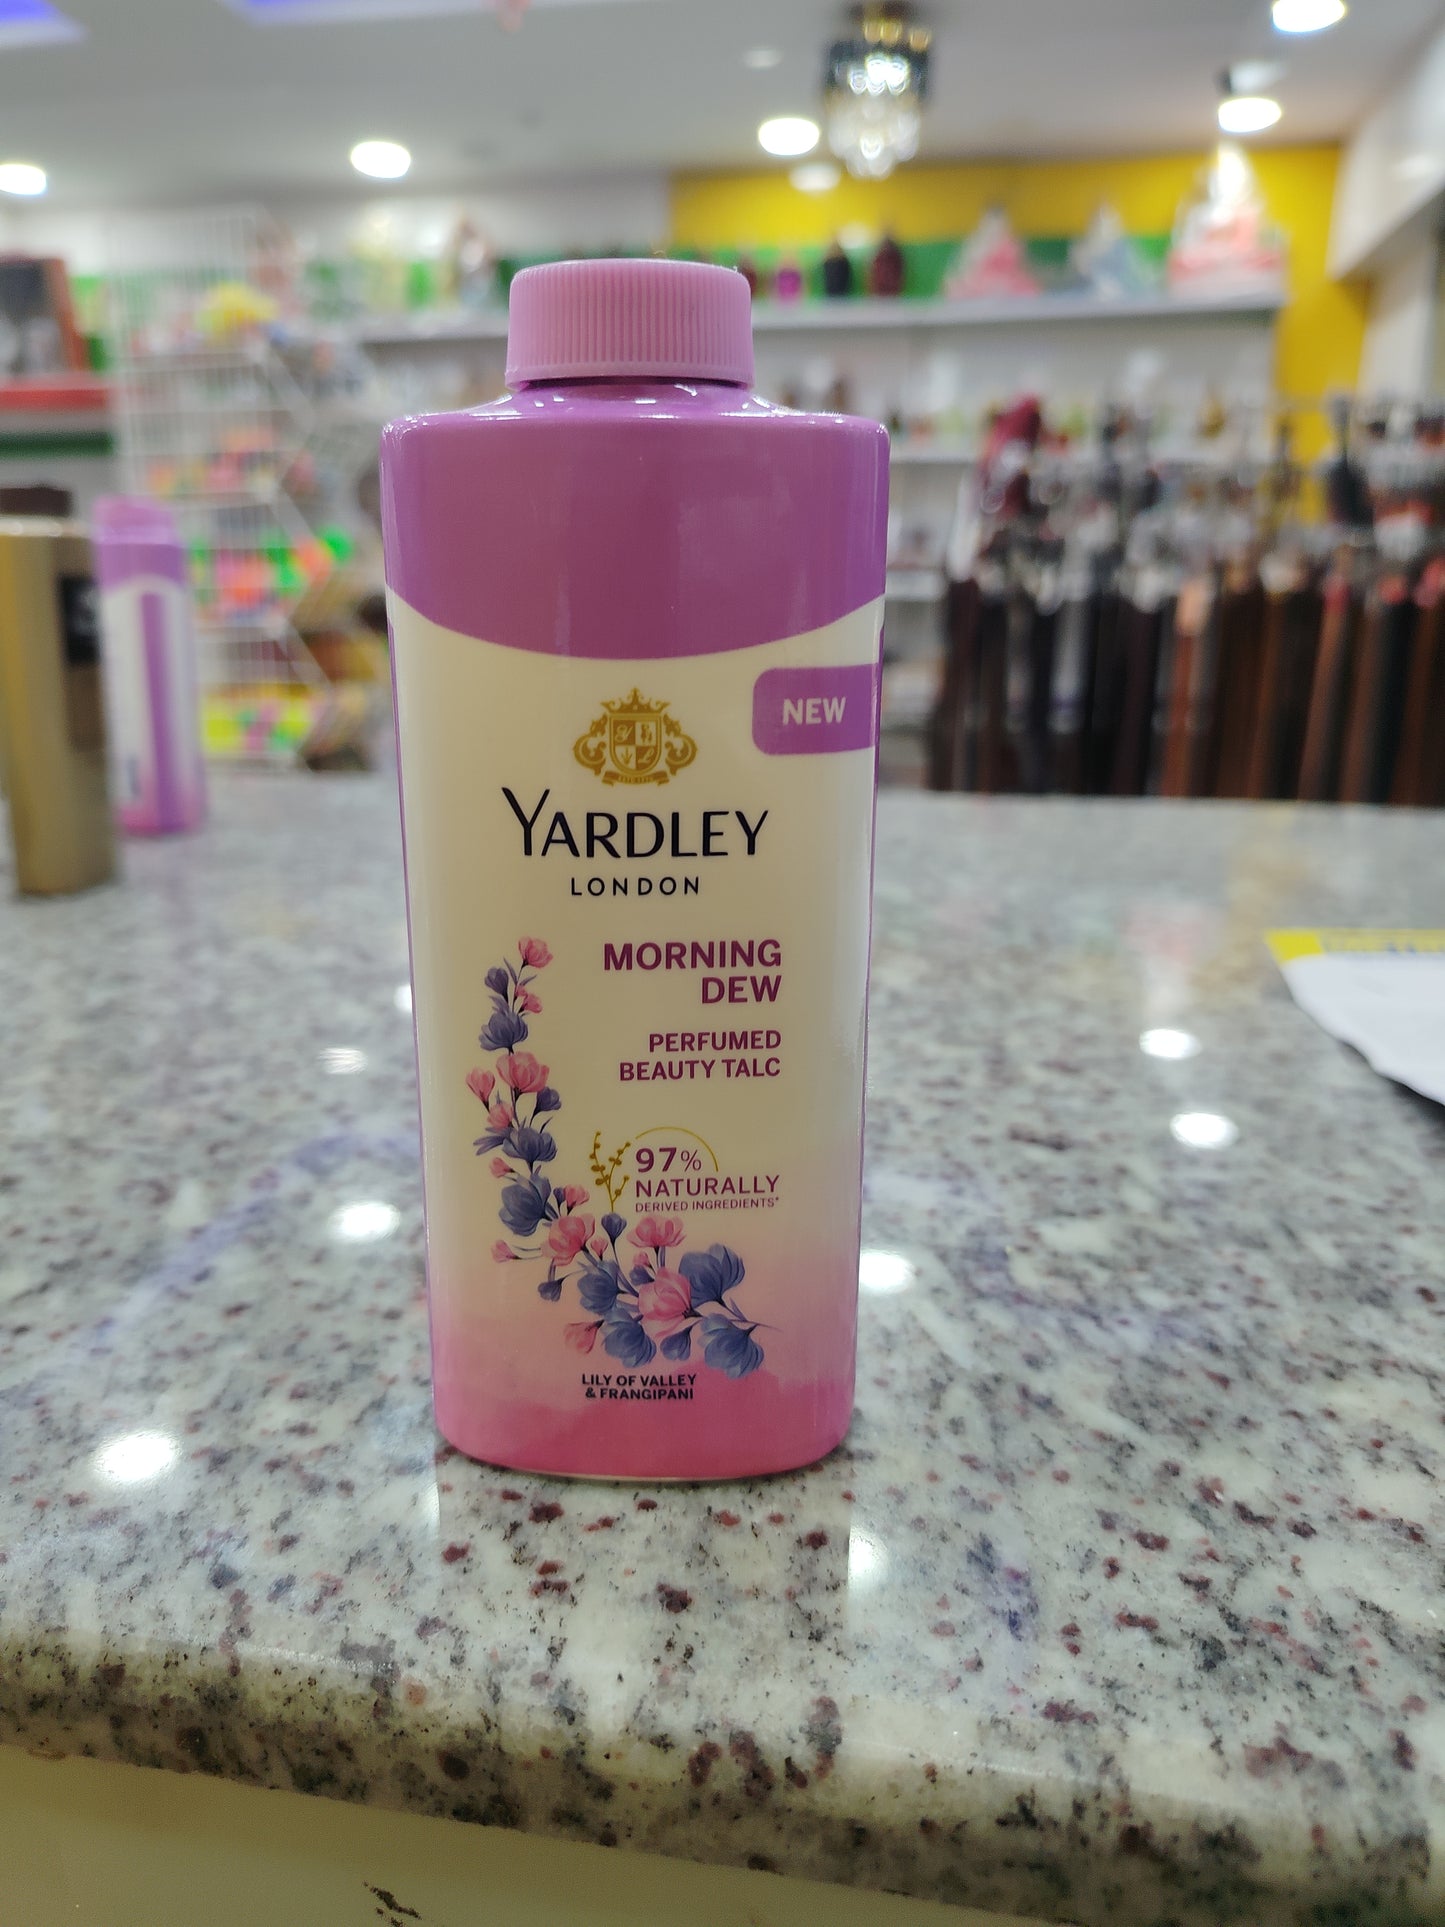 NEW
YARDLEY
LONDON
MORNING
DEW
PERFUMED
BEAUTY TALC
97%
NATURALLY
DERIVED INGREDIENTS*
LILY OF VALLEY
& FRANGIPANI